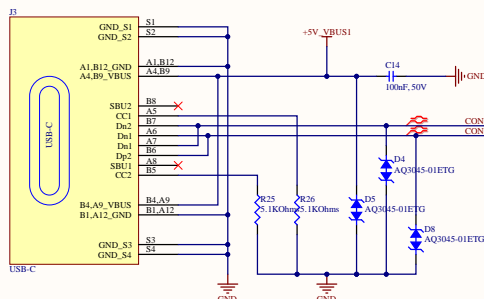 J3
GND_S1 S1
GND_S2 S2
+5V_VBUS1
A1,B12_GND A1,B12
A4,B9_VBUS A4,B9
C14
100nF, 50V
GND
SBU2 B8
CC1 A5
Dn2 B7
Dn1 A6
Dn1 A7
Dp2 B6
SBU1 A8
CC2 B5
CON
CON
USB-C
D4
AQ3045-01ETG
B4,A9_VBUS B4,A9
B1,A12_GND B1,A12
R25
5.1KOhms
R26
5.1KOhms
D5
AQ3045-01ETG
D8
AQ3045-01ETG
GND_S3 S3
GND_S4 S4
USB-C
GND
GND